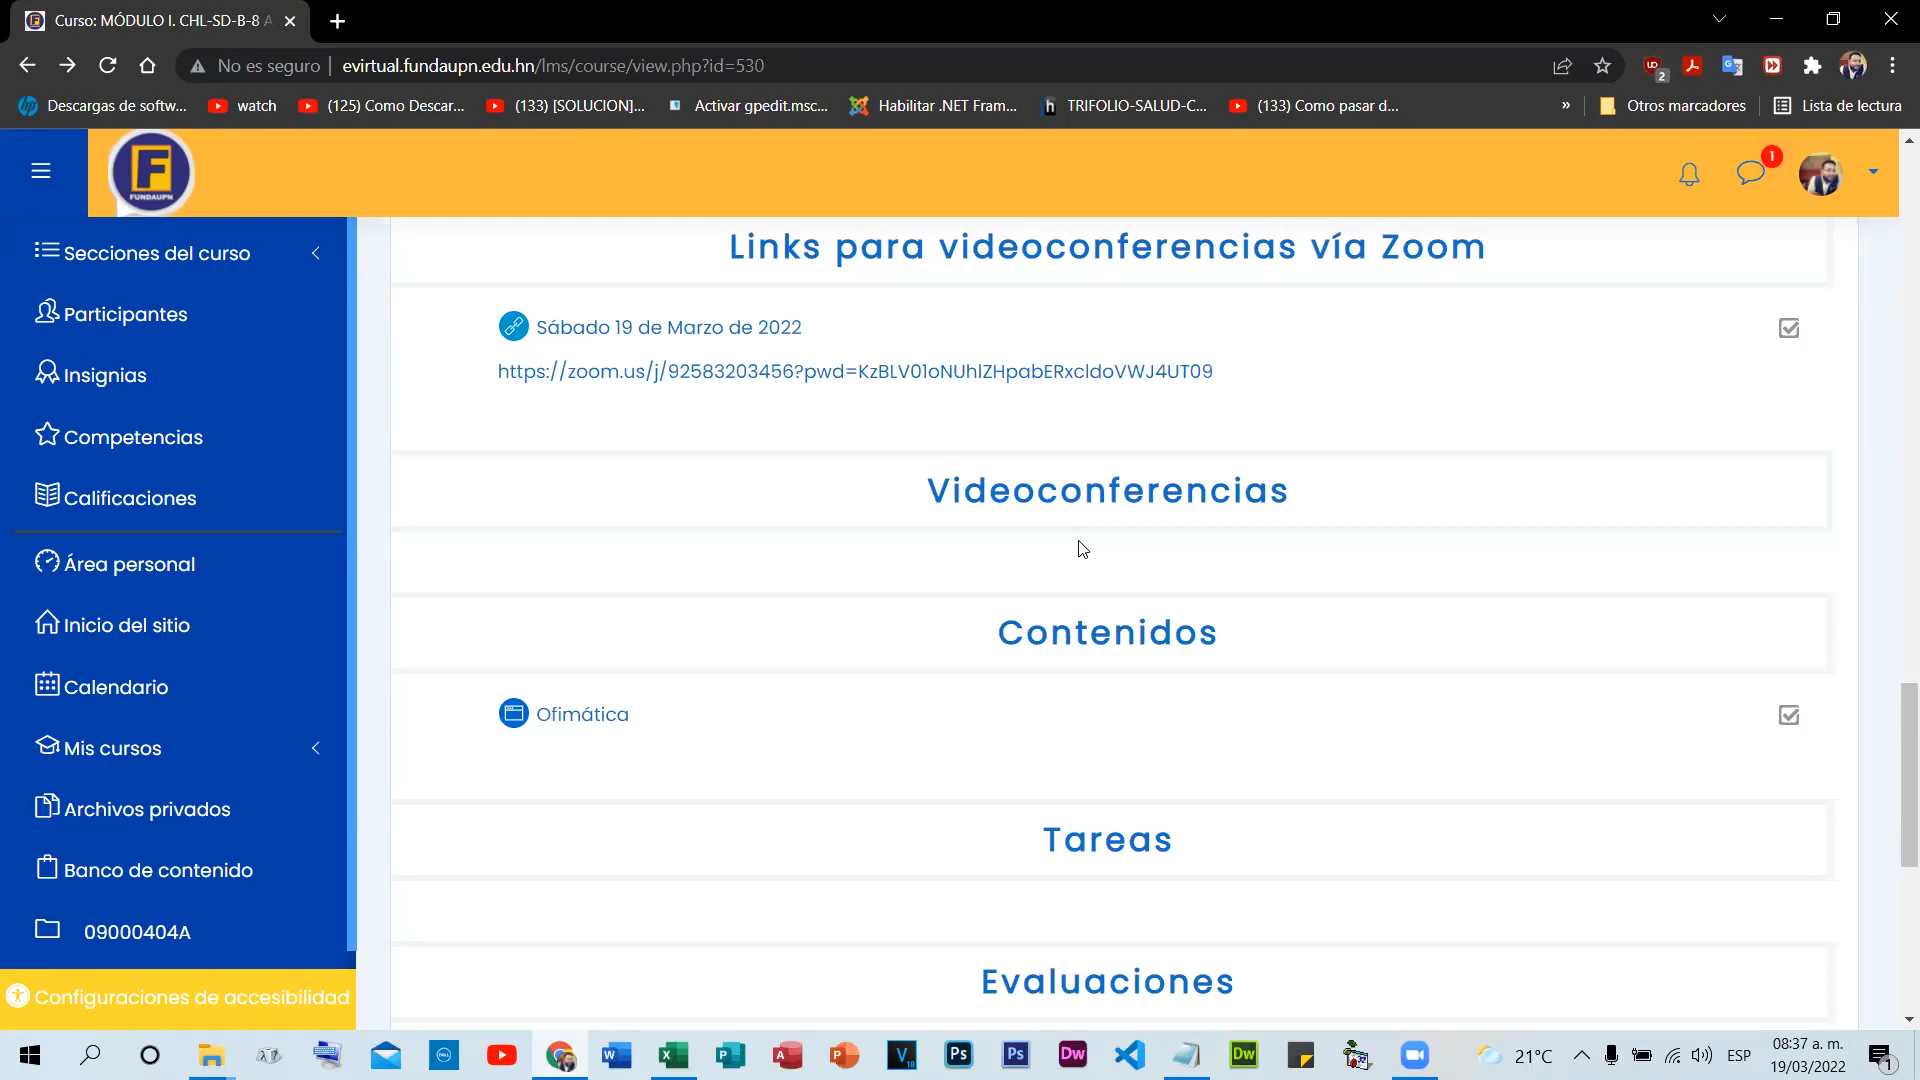 Curso: MÓDULO I. CHL-SD-B-8 A
No es seguro
evirtual.fundaupn.edu.hn/lms/course/view.php?id=530
2
Descargas de softw...
watch
(125) Como Descar...
(133) [SOLUCION]...
Activar gpedit.msc...
Habilitar .NET Fram...
TRIFOLIO-SALUD-C...
(133) Como pasar d...
»
Otros marcadores
Lista de lectura
F
FUNDAUPN
1
Secciones del curso
Participantes
Insignias
Competencias
Calificaciones
Área personal
Inicio del sitio
Calendario
Mis cursos
Archivos privados
Banco de contenido
09000404A
Configuraciones de accesibilidad
Links para videoconferencias vía Zoom
Sábado 19 de Marzo de 2022
https://zoom.us/j/92583203456?pwd=KzBLV01oNUhlZHpabERxcldoVWJ4UT09
Videoconferencias
Contenidos
Ofimática
Tareas
Evaluaciones
21°C
ESP
08:37 a. m.
19/03/2022
1